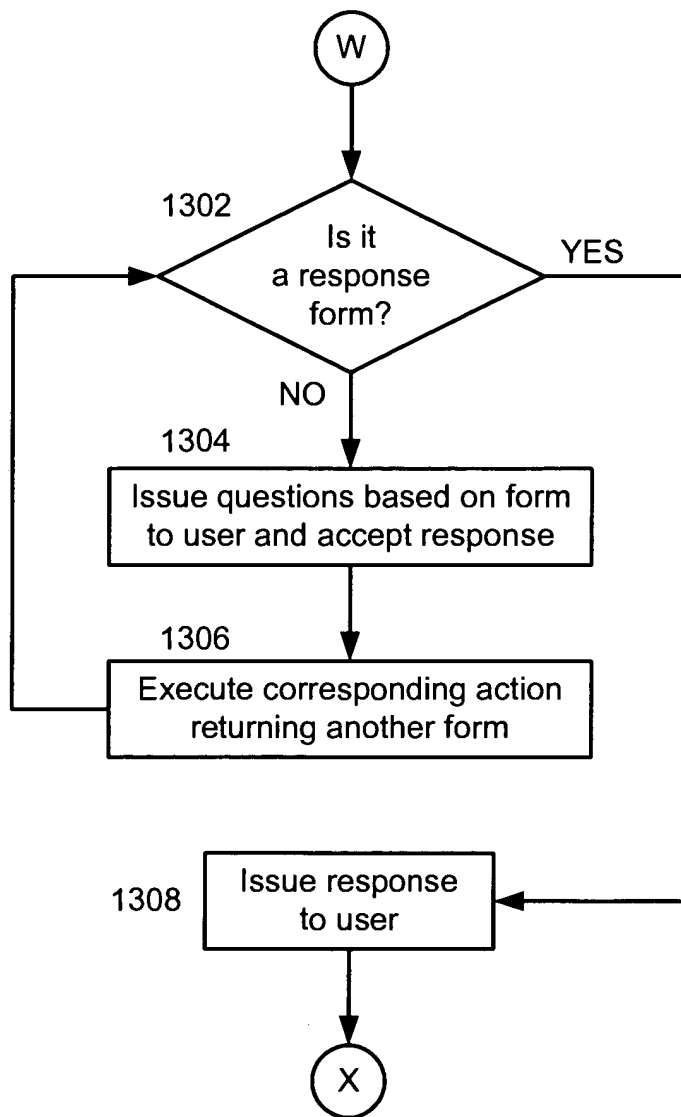 W
1302
Is it
a response
form?
YES
NO
1304
Issue questions based on form
to user and accept response
1306
Execute corresponding action
returning another form
1308
Issue response
to user
X